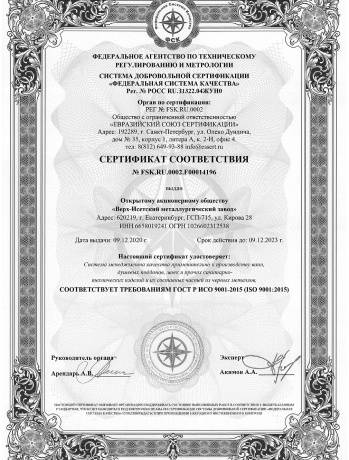 ФСК
ФЕДЕРАЛЬНОЕ АГЕНТСТВО ПО ТЕХНИЧЕСКОМУ
РЕГУЛИРОВАНИЮ И МЕТРОЛОГИИ
СИСТЕМА ДОБРОВОЛЬНОЙ СЕРТИФИКАЦИИ
«ФЕДЕРАЛЬНАЯ СИСТЕМА КАЧЕСТВА»
Рег. № РОСС RU.31322.04ЖУН0
Орган по сертификации:
РЕГ № FSK.RU.0002
Общество с ограниченной ответственностью
«ЕВРАЗИЙСКИЙ СОЮЗ СЕРТИФИКАЦИИ»
Адрес: 192289, г. Санкт-Петербург, ул. Олеко Дундича,
дом № 35, корпус 1, литера А, к. 2-Н, офис 4.
тел: 8(812) 649-93-88 info@essert.ru
СЕРТИФИКАТ СООТВЕТСТВИЯ
№ FSK.RU.0002.F00014196
выдано
Открытому акционерному обществу
«Верх-Исетский металлургический завод»
Адрес: 620219, г. Екатеринбург, ГСП-715, ул. Кирова 28
ИНН 6658019241 ОГРН 1026602312538
Дата выдачи: 09.12.2020 г. Срок действия до: 09.12.2023 г.
Настоящий сертификат удостоверяет:
Система менеджмента качества применительно к производству ванн,
душевых поддонов, моек и прочих санитарно-
технических изделий и их составных частей из черных металлов,
СООТВЕТСТВУЕТ ТРЕБОВАНИЯМ ГОСТ Р ИСО 9001-2015 (ISO 9001:2015)
Руководитель органа Эксперт
Арендарь А.В. Акимов А.А.